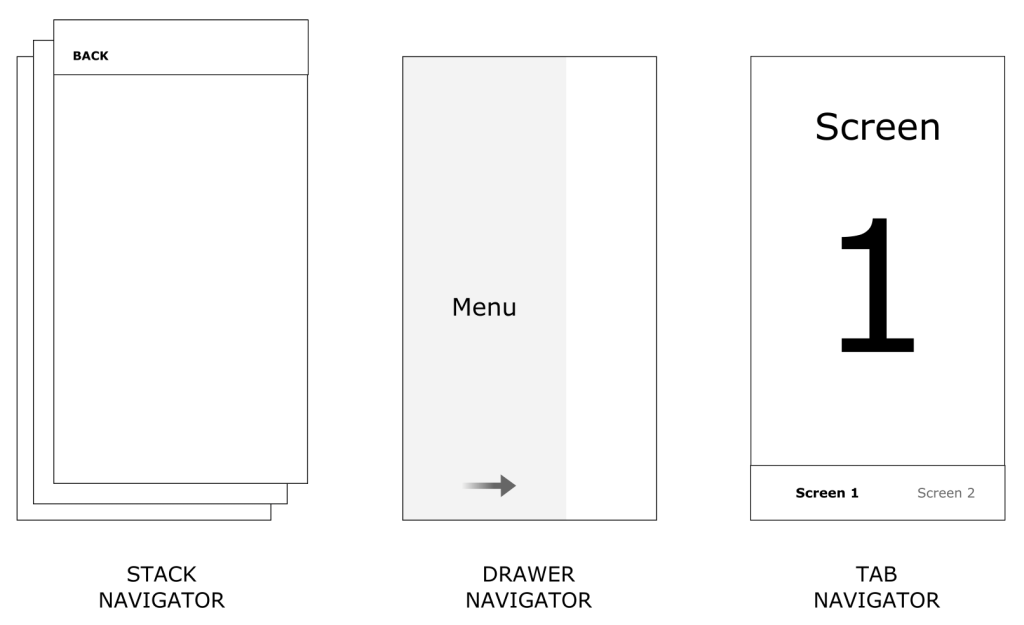 BACK
Menu
Screen
1
Screen 1 Screen 2
STACK
NAVIGATOR
DRAWER
NAVIGATOR
TAB
NAVIGATOR